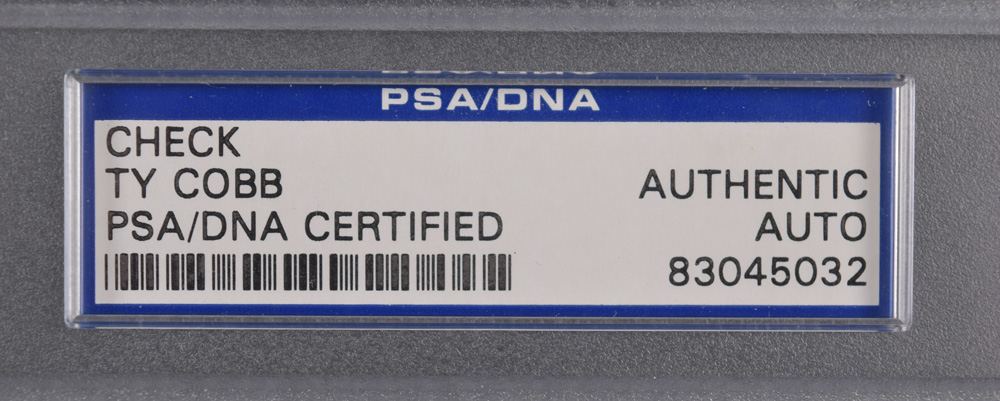 PSA/DNA
CHECK
TY COBB
AUTHENTIC
PSA/DNA CERTIFIED
AUTO
83045032